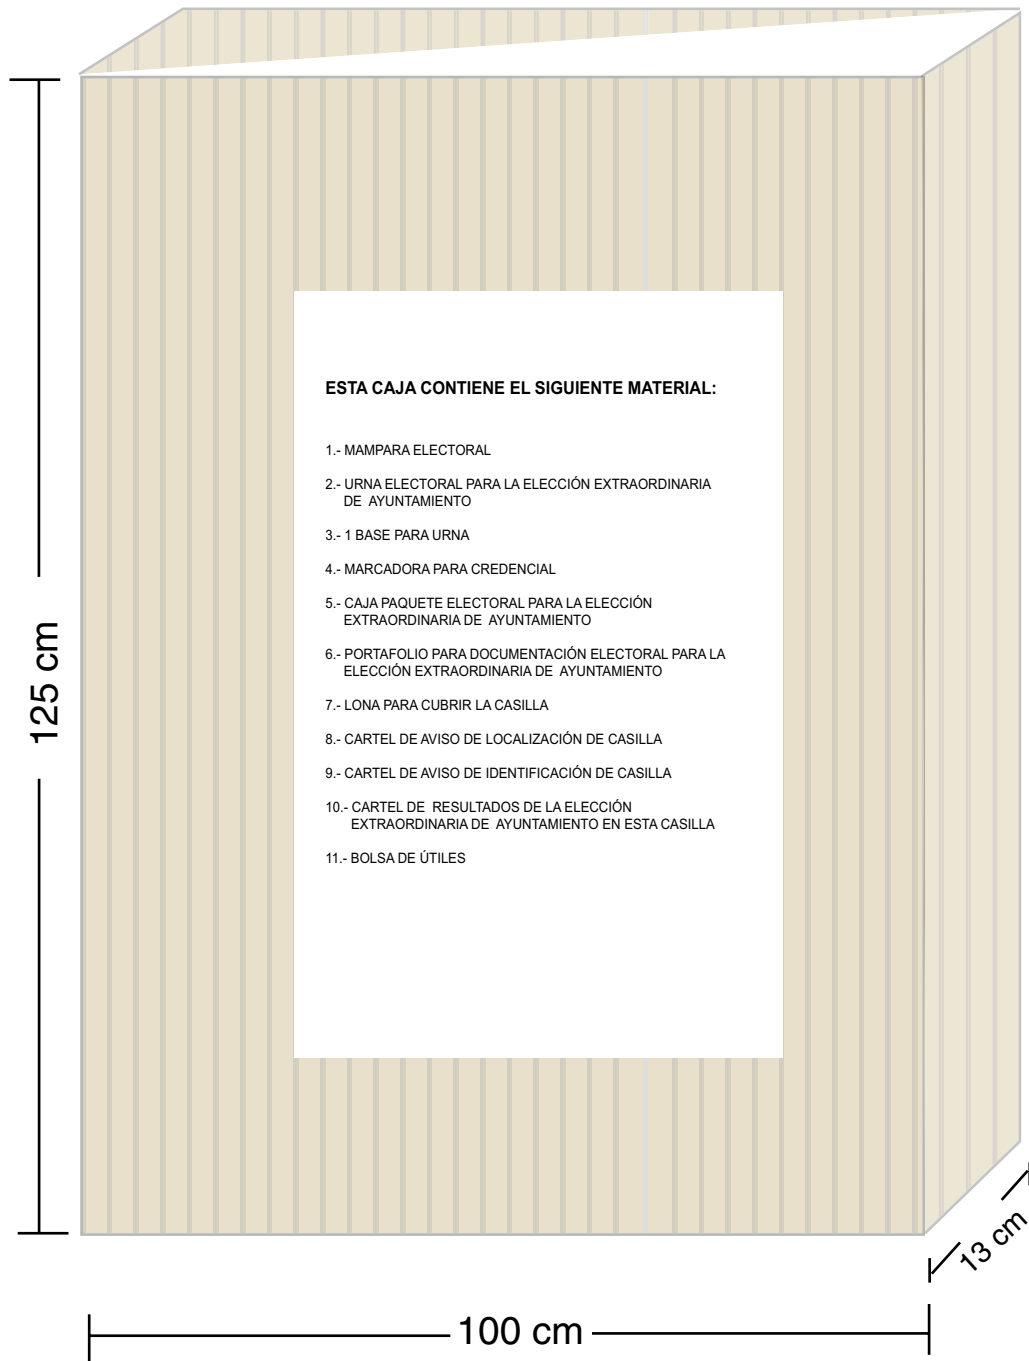 ESTA CAJA CONTIENE EL SIGUIENTE MATERIAL:
1.- MAMPARA ELECTORAL
2.- URNA ELECTORAL PARA LA ELECCIÓN EXTRAORDINARIA
DE AYUNTAMIENTO
3.- 1 BASE PARA URNA
4.- MARCADORA PARA CREDENCIAL
5.- CAJA PAQUETE ELECTORAL PARA LA ELECCIÓN
EXTRAORDINARIA DE AYUNTAMIENTO
6.- PORTAFOLIO PARA DOCUMENTACIÓN ELECTORAL PARA LA
ELECCIÓN EXTRAORDINARIA DE AYUNTAMIENTO
7.- LONA PARA CUBRIR LA CASILLA
8.- CARTEL DE AVISO DE LOCALIZACIÓN DE CASILLA
9.- CARTEL DE AVISO DE IDENTIFICACIÓN DE CASILLA
10.- CARTEL DE RESULTADOS DE LA ELECCIÓN
EXTRAORDINARIA DE AYUNTAMIENTO EN ESTA CASILLA
11.- BOLSA DE ÚTILES
125 cm
13 cm
100 cm